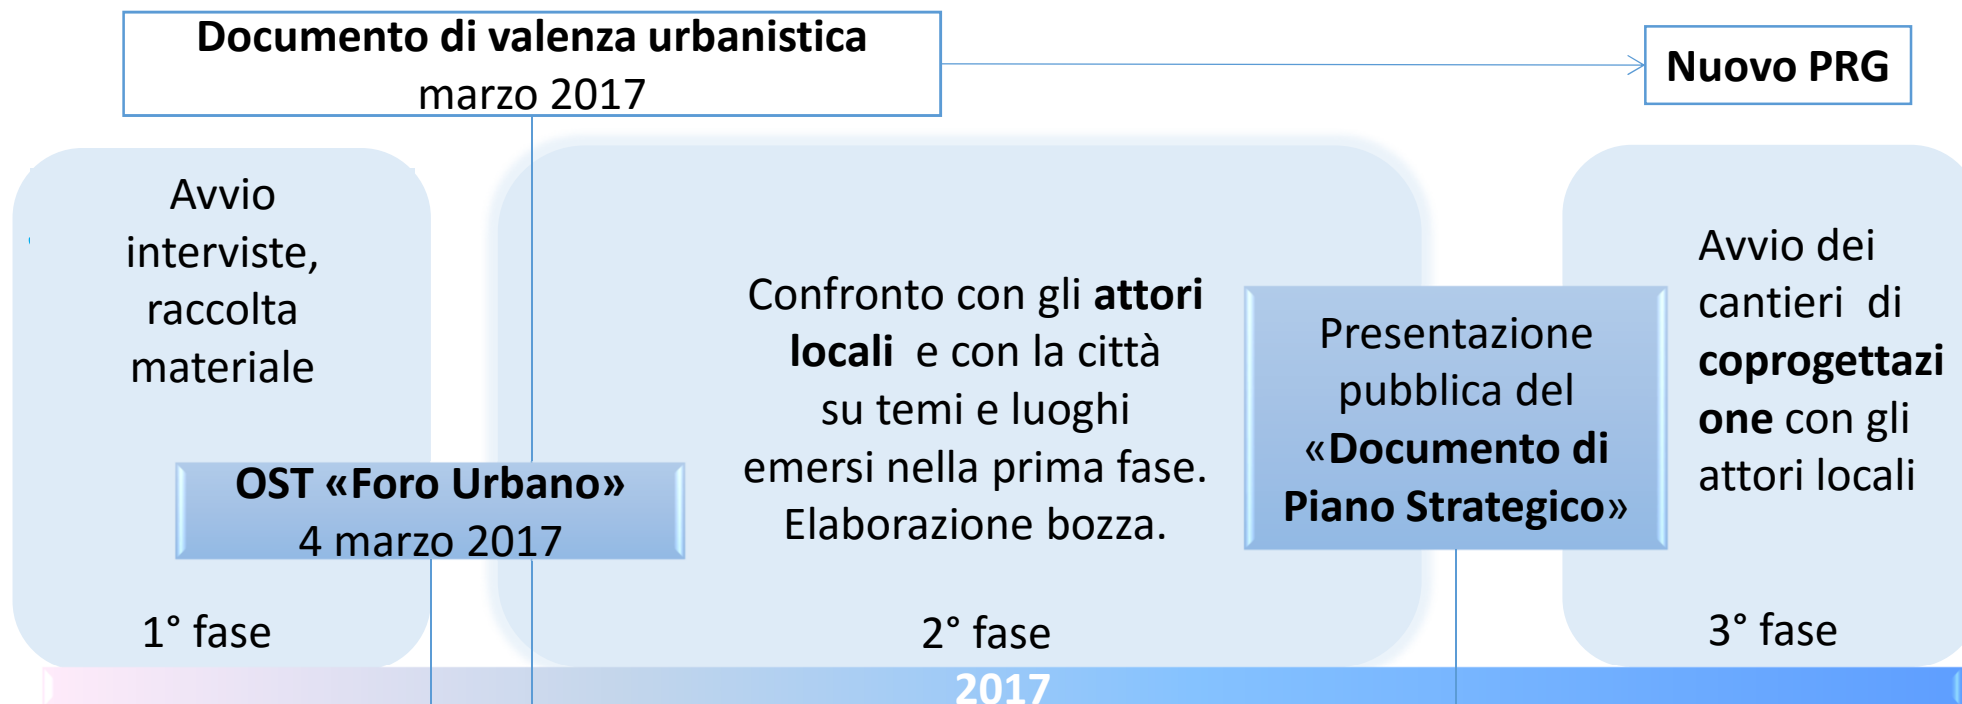 Documento di valenza urbanistica
marzo 2017
Nuovo PRG
Avvio
interviste,
raccolta
materiale
OST «Foro Urbano»
4 marzo 2017
1° fase
Confronto con gli attori
locali e con la città
su temi e luoghi
emersi nella prima fase.
Elaborazione bozza.
2° fase
Presentazione
pubblica del
«Documento di
Piano Strategico»
Avvio dei
cantieri di
coprogettazi
one con gli
attori locali
3° fase
2017